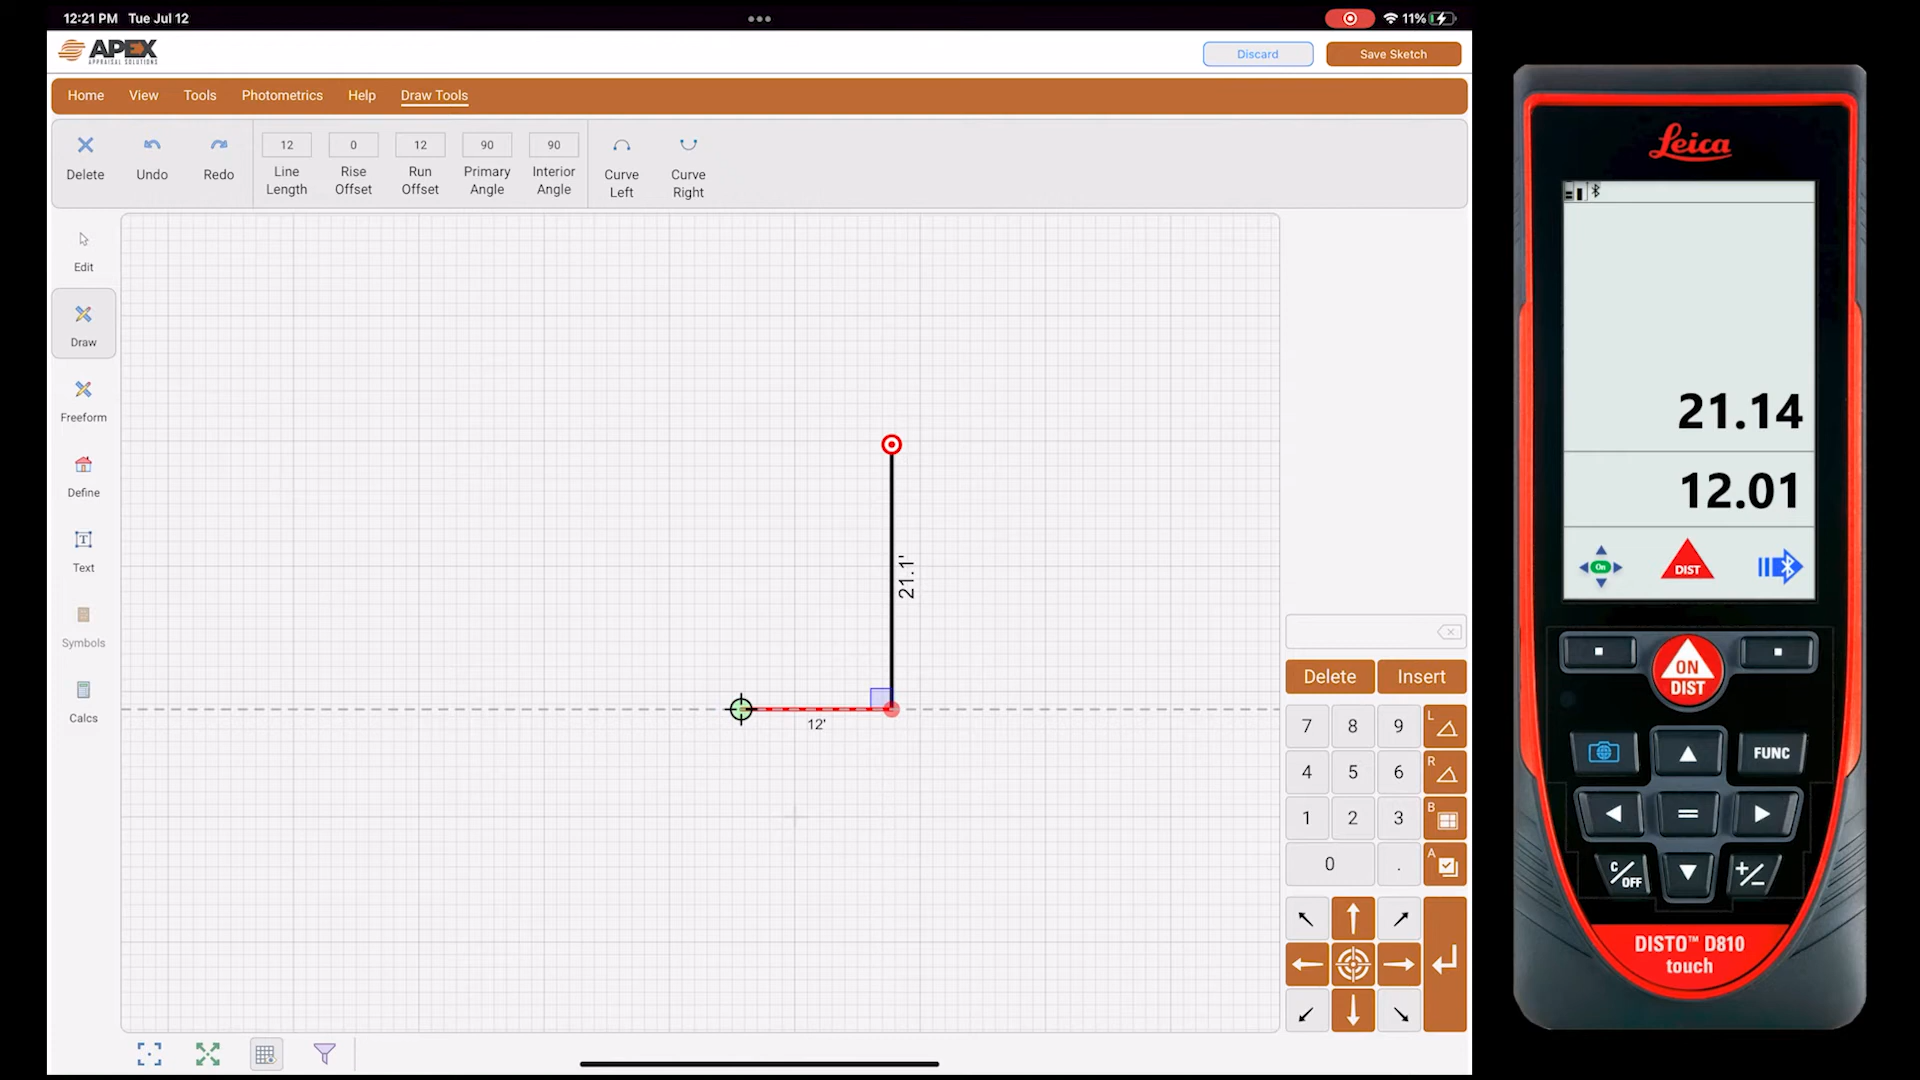 12:21 PM Tue Jul 12
11%
APEX
APPRAISAL SOLUTIONS
Discard
Save Sketch
Home
View
Tools
Photometrics
Help
Draw Tools
Delete
Undo
Redo
12
Line Length
0
Rise Offset
12
Run Offset
90
Primary Angle
90
Interior Angle
Curve Left
Curve Right
Edit
Draw
Freeform
Define
T
Text
Symbols
Calcs
21.1'
12'
Delete
Insert
7 8 9 L
4 5 6 R
1 2 3 B
0 . A
Leica
21.14
12.01
On
DIST
ON
DIST
FUNC
=
C/OFF
+/−
DISTO™ D810
touch